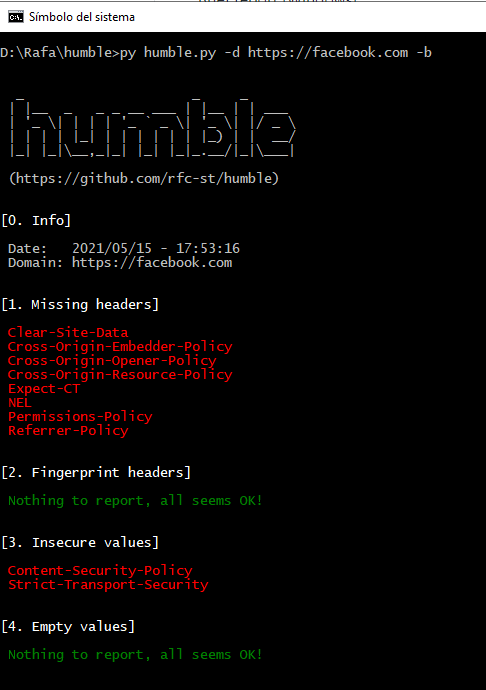 Símbolo del sistema
D:\Rafa\humble>py humble.py -d https://facebook.com -b
humble
(https://github.com/rfc-st/humble)
[0. Info]
Date:   2021/05/15 - 17:53:16
Domain: https://facebook.com
[1. Missing headers]
Clear-Site-Data
Cross-Origin-Embedder-Policy
Cross-Origin-Opener-Policy
Cross-Origin-Resource-Policy
Expect-CT
NEL
Permissions-Policy
Referrer-Policy
[2. Fingerprint headers]
Nothing to report, all seems OK!
[3. Insecure values]
Content-Security-Policy
Strict-Transport-Security
[4. Empty values]
Nothing to report, all seems OK!